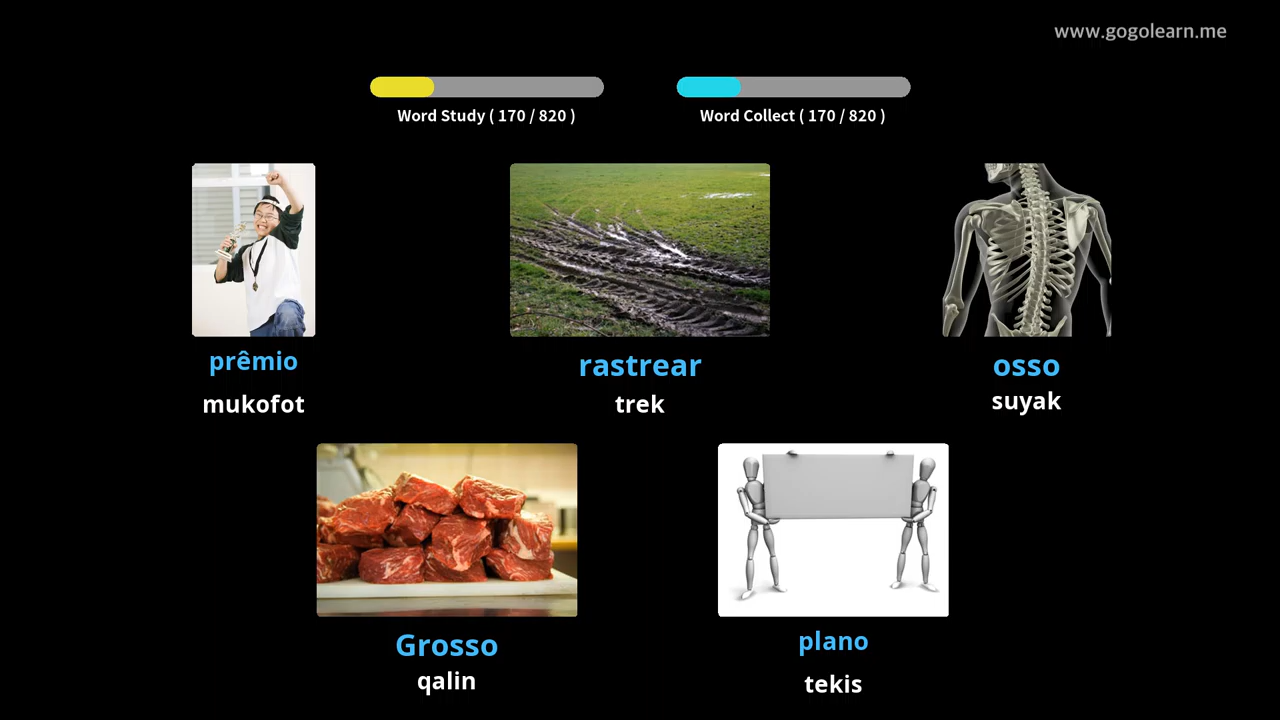 www.gogolearn.me
Word Study ( 170 / 820 )
Word Collect ( 170 / 820 )
prêmio
mukofot
rastrear
trek
osso
suyak
Grosso
qalin
plano
tekis